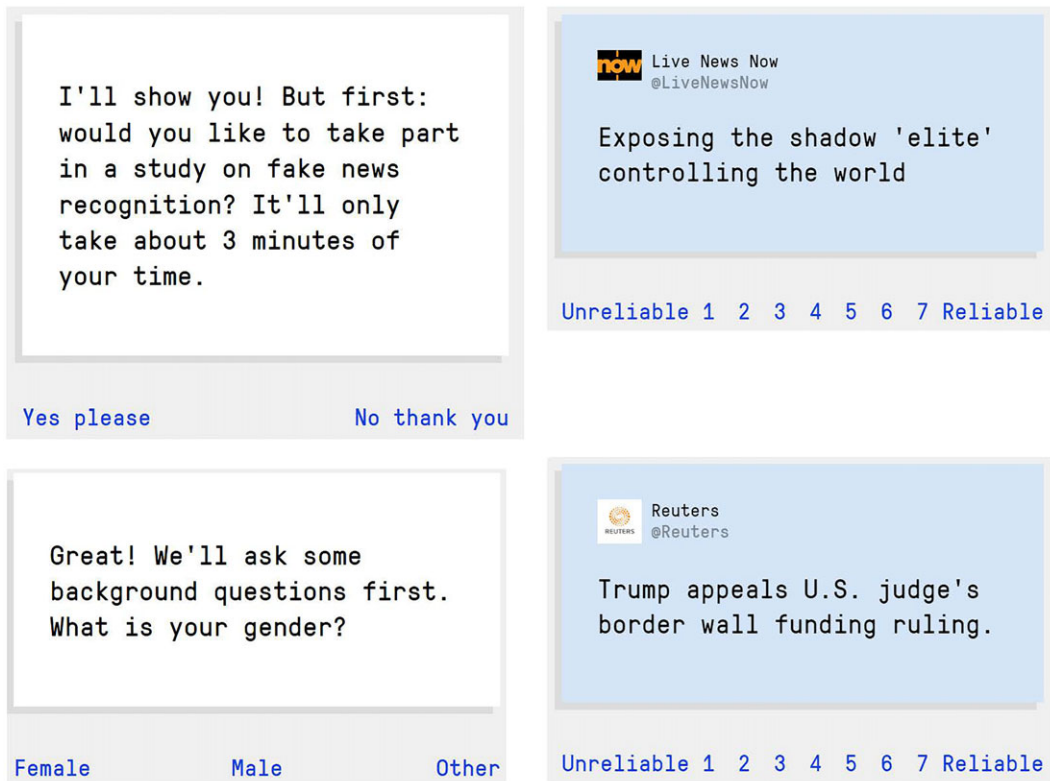 I'll show you! But first:
would you like to take part
in a study on fake news
recognition? It'll only
take about 3 minutes of
your time.
Yes please
No thank you
now
Live News Now
@LiveNewsNow
Exposing the shadow 'elite'
controlling the world
Unreliable 1 2 3 4 5 6 7 Reliable
Great! We'll ask some
background questions first.
What is your gender?
Female
Male
Other
REUTERS
Reuters
@Reuters
Trump appeals U.S. judge's
border wall funding ruling.
Unreliable 1 2 3 4 5 6 7 Reliable